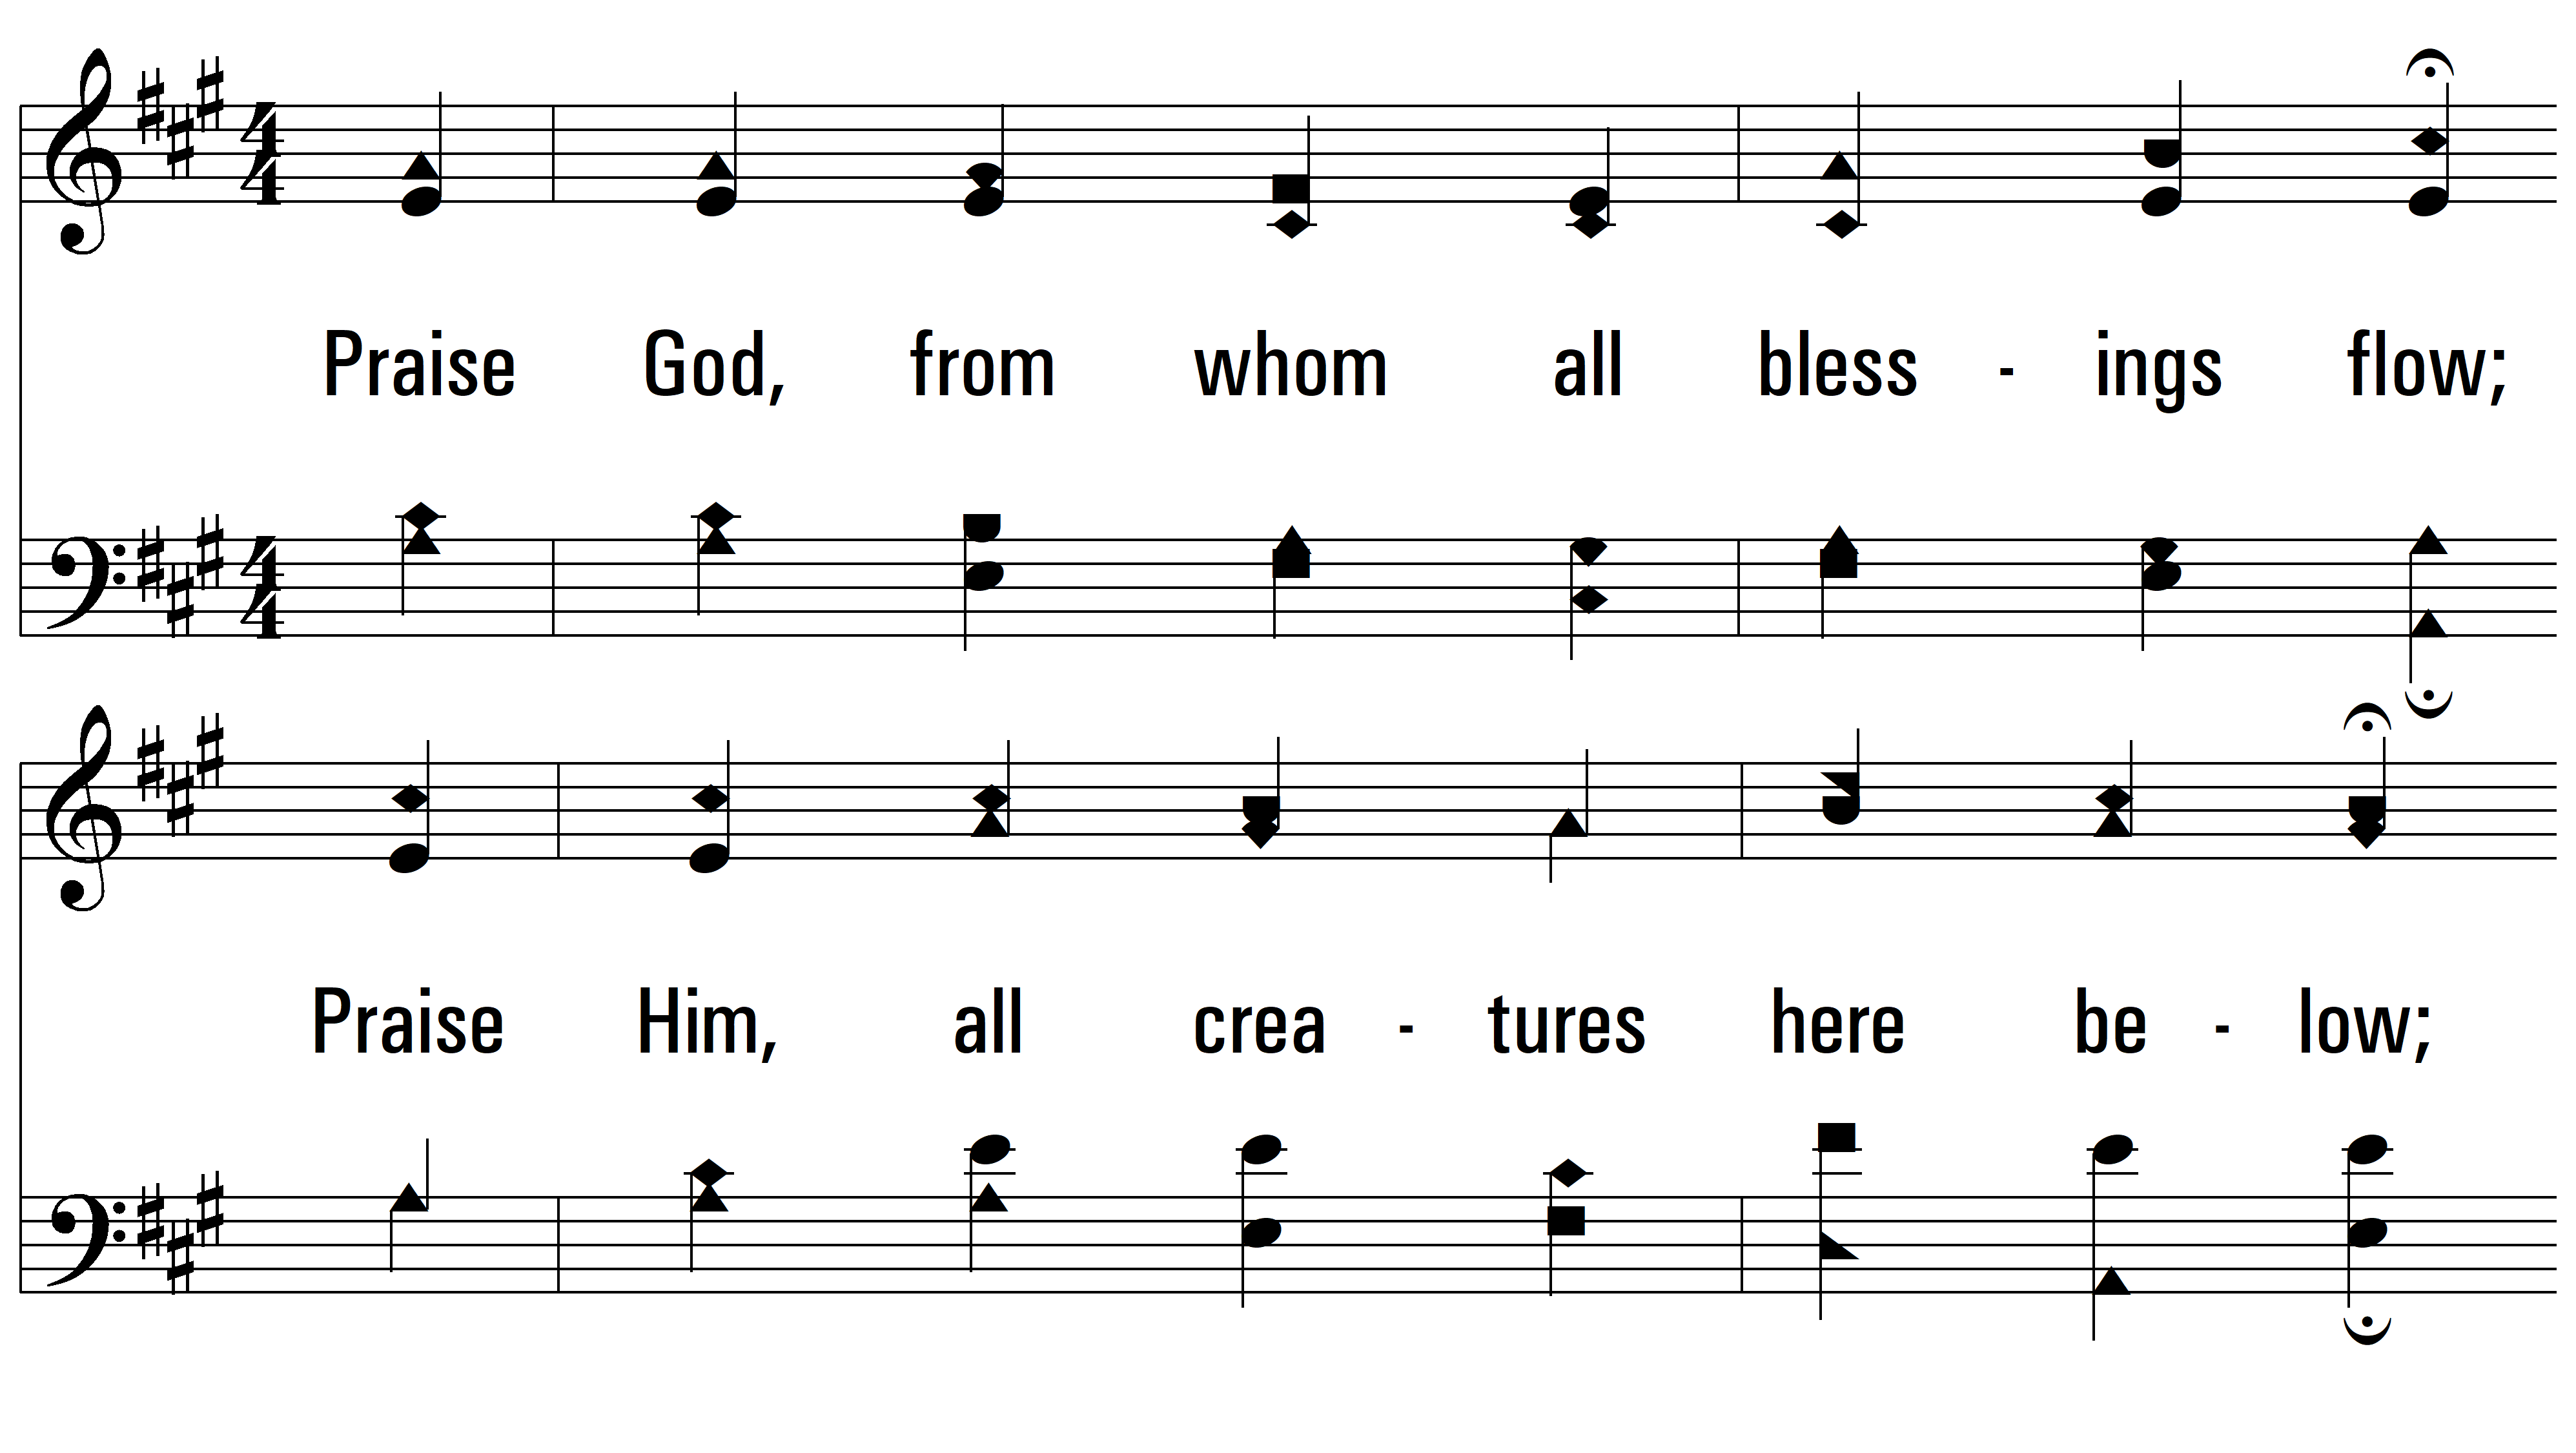 Praise God, from whom all bless - ings flow;
Praise Him, all crea - tures here be - low;